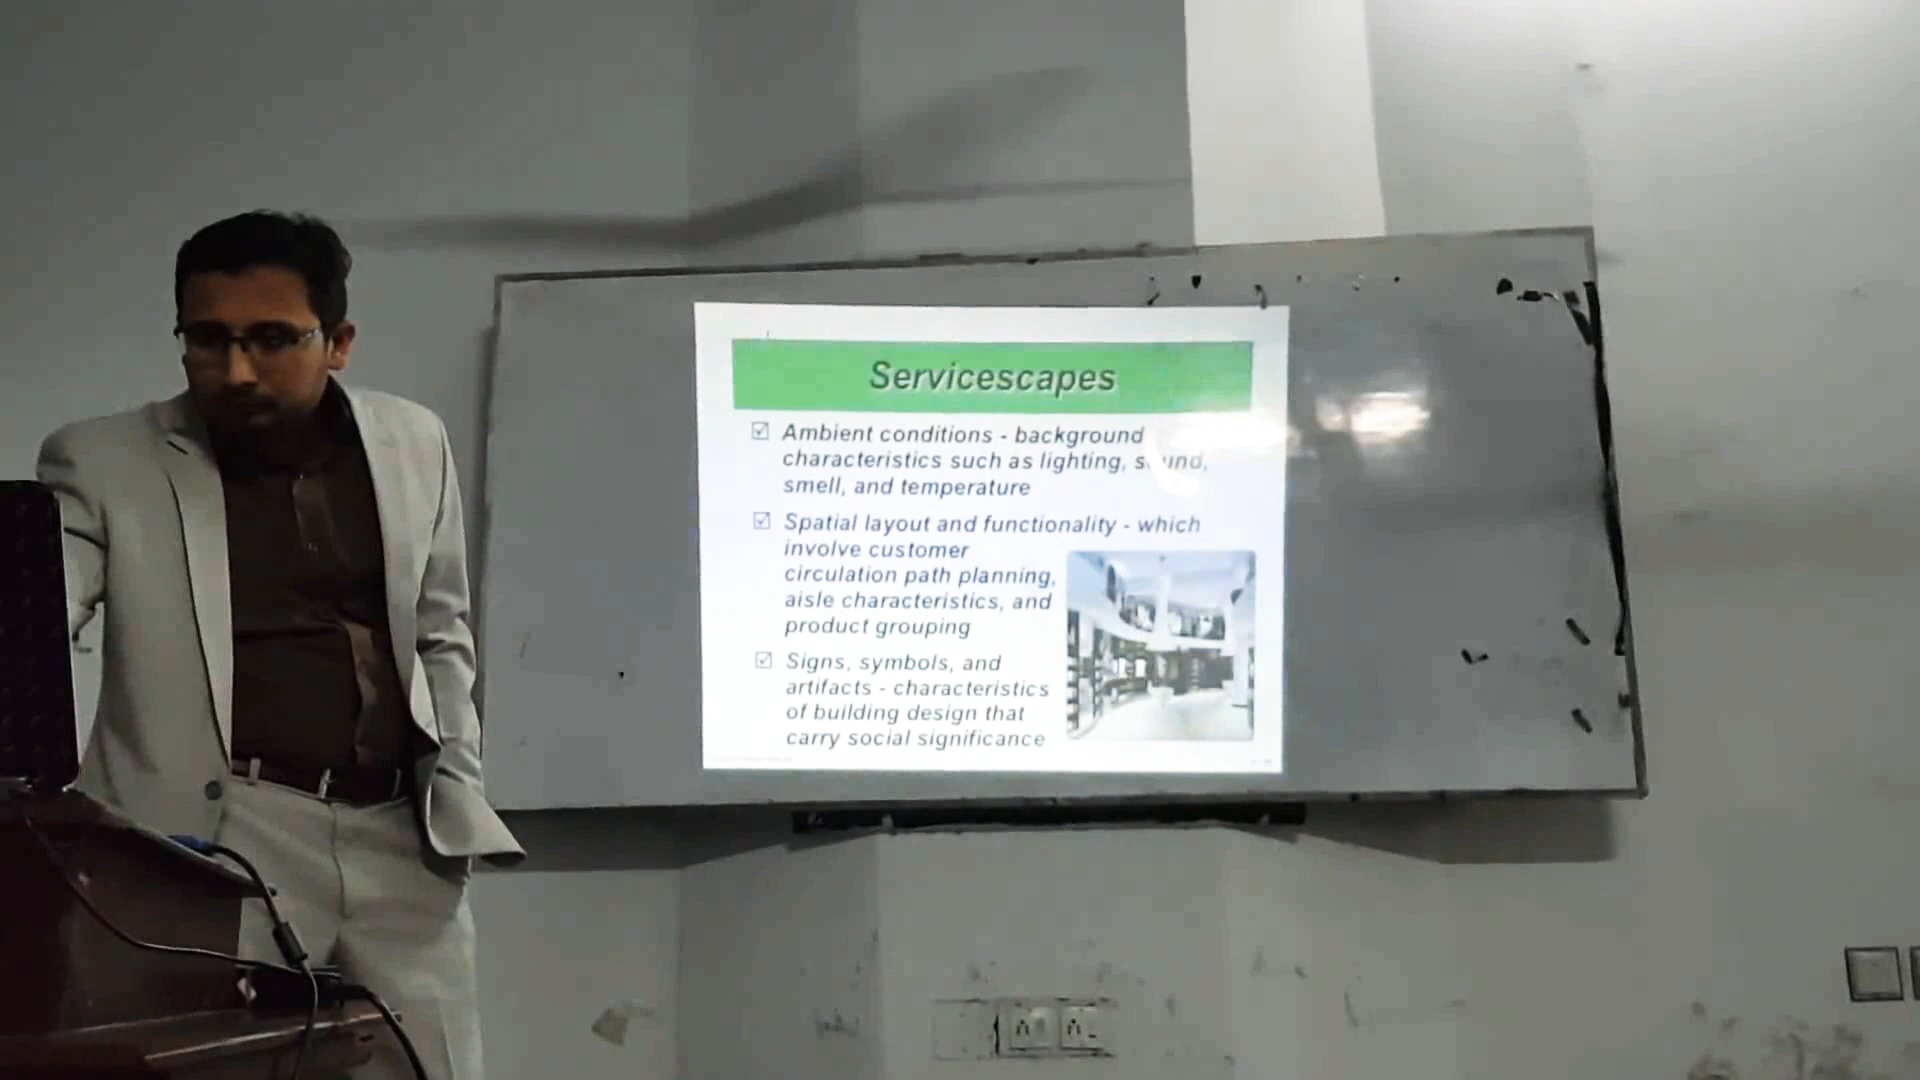 Servicescapes
Ambient conditions - background
characteristics such as lighting, sound,
smell, and temperature
Spatial layout and functionality - which
involve customer
circulation path planning,
aisle characteristics, and
product grouping
Signs, symbols, and
artifacts - characteristics
of building design that
carry social significance